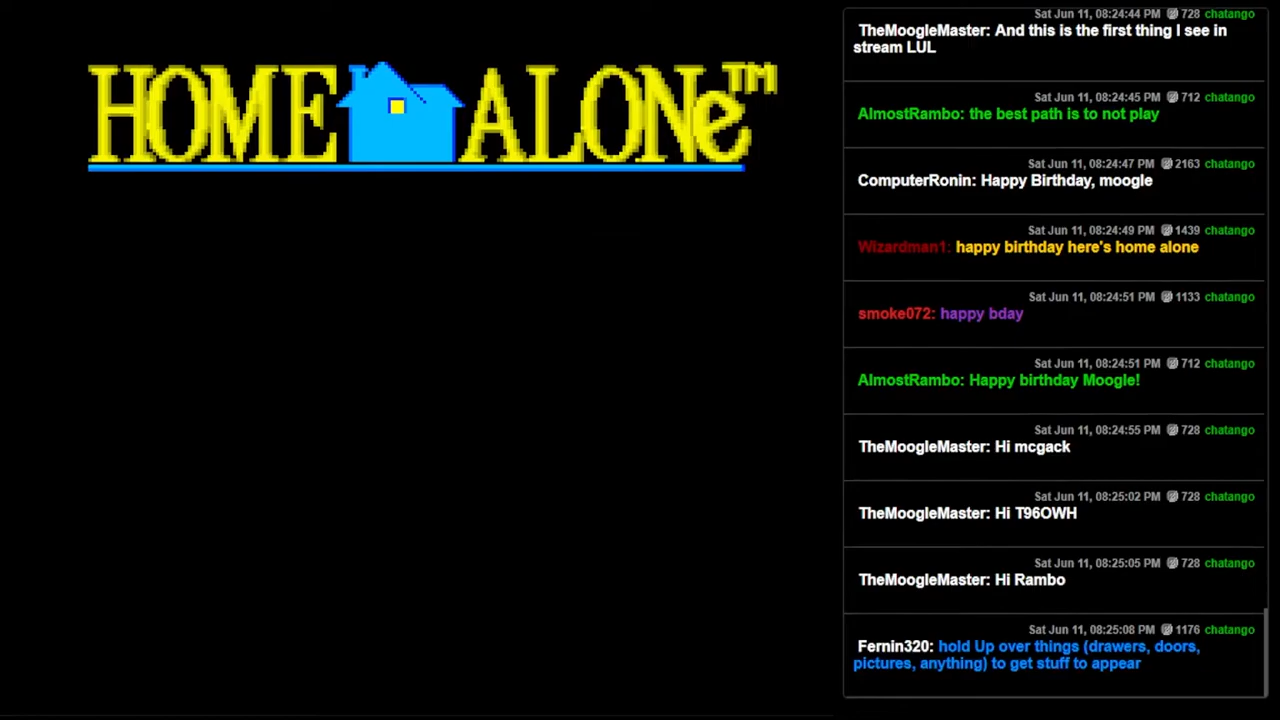 HOME ALONe™
Sat Jun 11, 08:24:44 PM 728 chatango
TheMoogleMaster: And this is the first thing I see in
stream LUL
Sat Jun 11, 08:24:45 PM 712 chatango
AlmostRambo: the best path is to not play
Sat Jun 11, 08:24:47 PM 2163 chatango
ComputerRonin: Happy Birthday, moogle
Sat Jun 11, 08:24:49 PM 1439 chatango
Wizardman1: happy birthday here's home alone
Sat Jun 11, 08:24:51 PM 1133 chatango
smoke072: happy bday
Sat Jun 11, 08:24:51 PM 712 chatango
AlmostRambo: Happy birthday Moogle!
Sat Jun 11, 08:24:55 PM 728 chatango
TheMoogleMaster: Hi mcgack
Sat Jun 11, 08:25:02 PM 728 chatango
TheMoogleMaster: Hi T96OWH
Sat Jun 11, 08:25:05 PM 728 chatango
TheMoogleMaster: Hi Rambo
Sat Jun 11, 08:25:08 PM 1176 chatango
Fernin320: hold Up over things (drawers, doors,
pictures, anything) to get stuff to appear